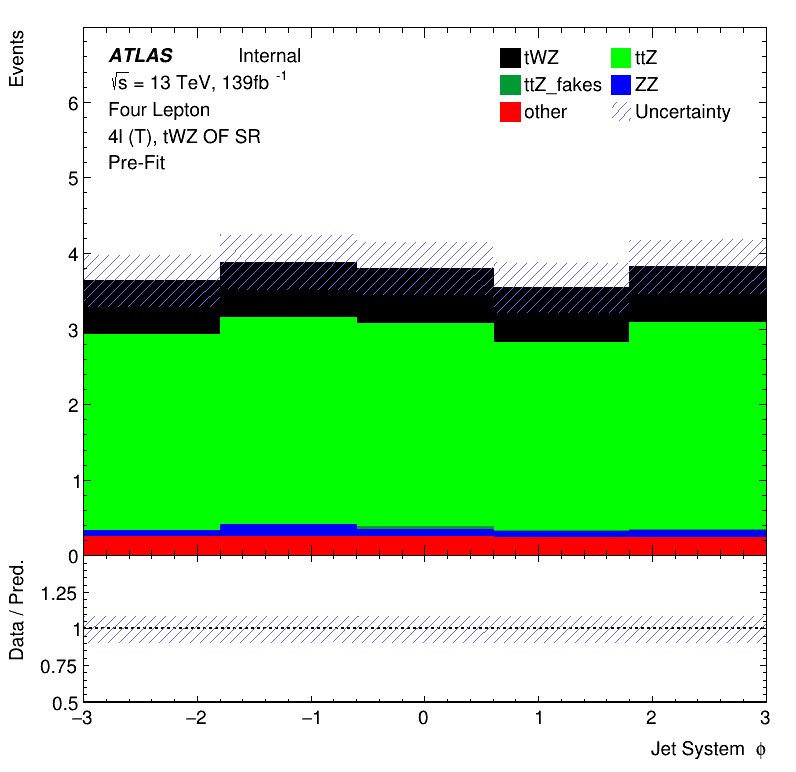 Events
ATLAS Internal
√s = 13 TeV, 139fb⁻¹
Four Lepton
4l (T), tWZ OF SR
Pre-Fit
tWZ ttZ
ttZ_fakes ZZ
other Uncertainty
6
5
4
3
2
1
0
Data / Pred.
1.25
1
0.75
0.5
−3 −2 −1 0 1 2 3
Jet System ϕ